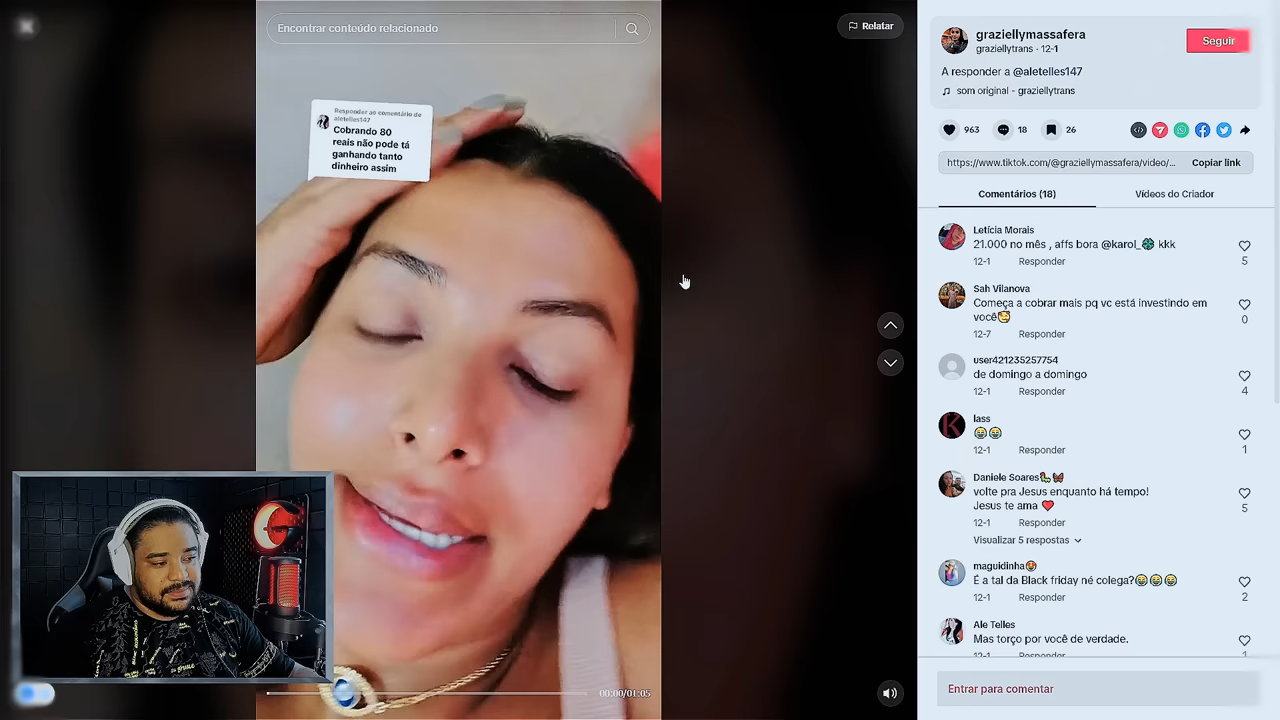 Encontrar conteúdo relacionado
Relatar
Responder ao comentário de
aletelles147
Cobrando 80
reais não pode tá
ganhando tanto
dinheiro assim
00:00/01:05
graziellymassafera
graziellytrans · 12-1
Seguir
A responder a @aletelles147
som original - graziellytrans
963
18
26
https://www.tiktok.com/@graziellymassafera/video/...
Copiar link
Comentários (18)
Vídeos do Criador
Letícia Morais
21.000 no mês , affs bora @karol_🍀 kkk
12-1 Responder
5
Sah Vilanova
Começa a cobrar mais pq vc está investindo em
você🥰
12-7 Responder
0
user421235257754
de domingo a domingo
12-1 Responder
4
lass
😂😂
12-1 Responder
1
Daniele Soares🐛🦋
volte pra Jesus enquanto há tempo!
Jesus te ama ❤️
12-1 Responder
5
Visualizar 5 respostas
maguidinha🥵
É a tal da Black friday né colega?😂😂😂
12-1 Responder
2
Ale Telles
Mas torço por você de verdade.
12-1 Responder
1
Entrar para comentar